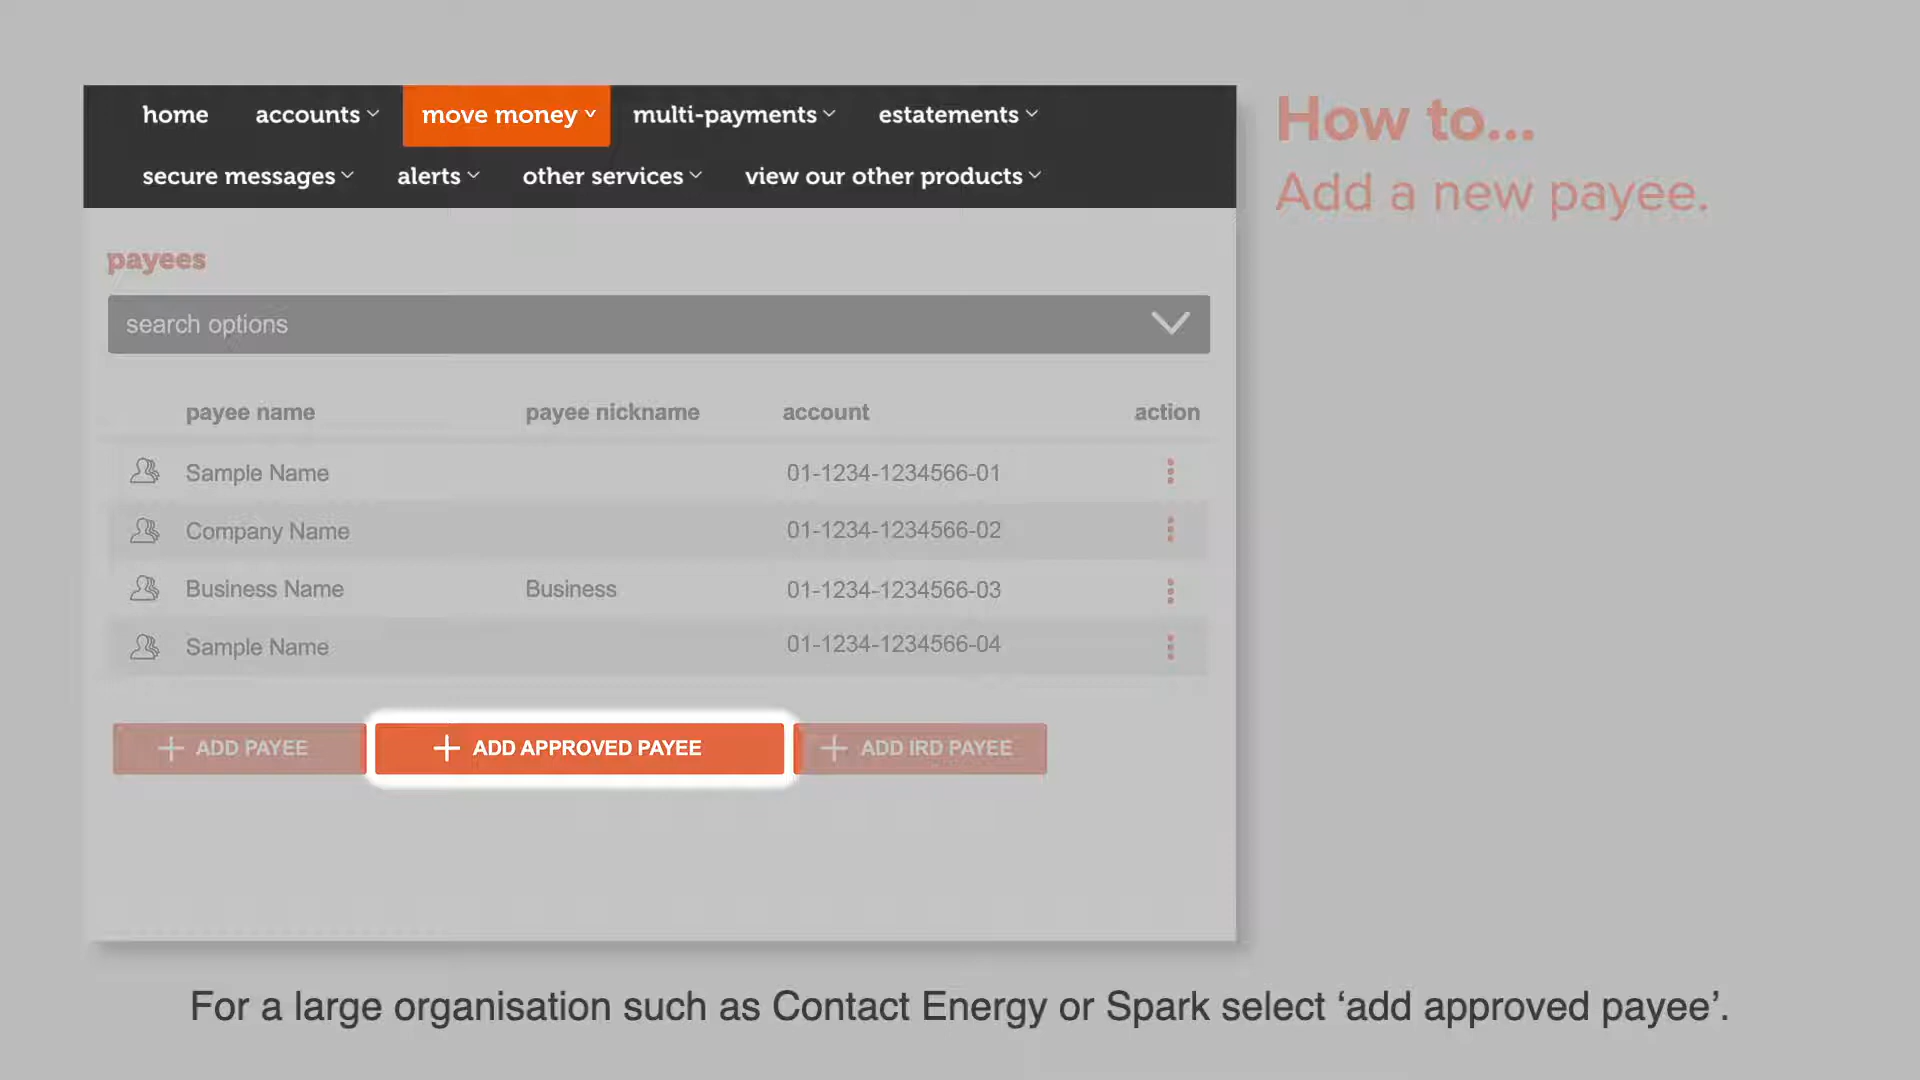 home accounts move money multi-payments estatements
secure messages alerts other services view our other products
How to...
Add a new payee.
payees
search options
payee name payee nickname account action
Sample Name 01-1234-1234566-01
Company Name 01-1234-1234566-02
Business Name Business 01-1234-1234566-03
Sample Name 01-1234-1234566-04
ADD PAYEE ADD APPROVED PAYEE ADD IRD PAYEE
For a large organisation such as Contact Energy or Spark select ‘add approved payee’.